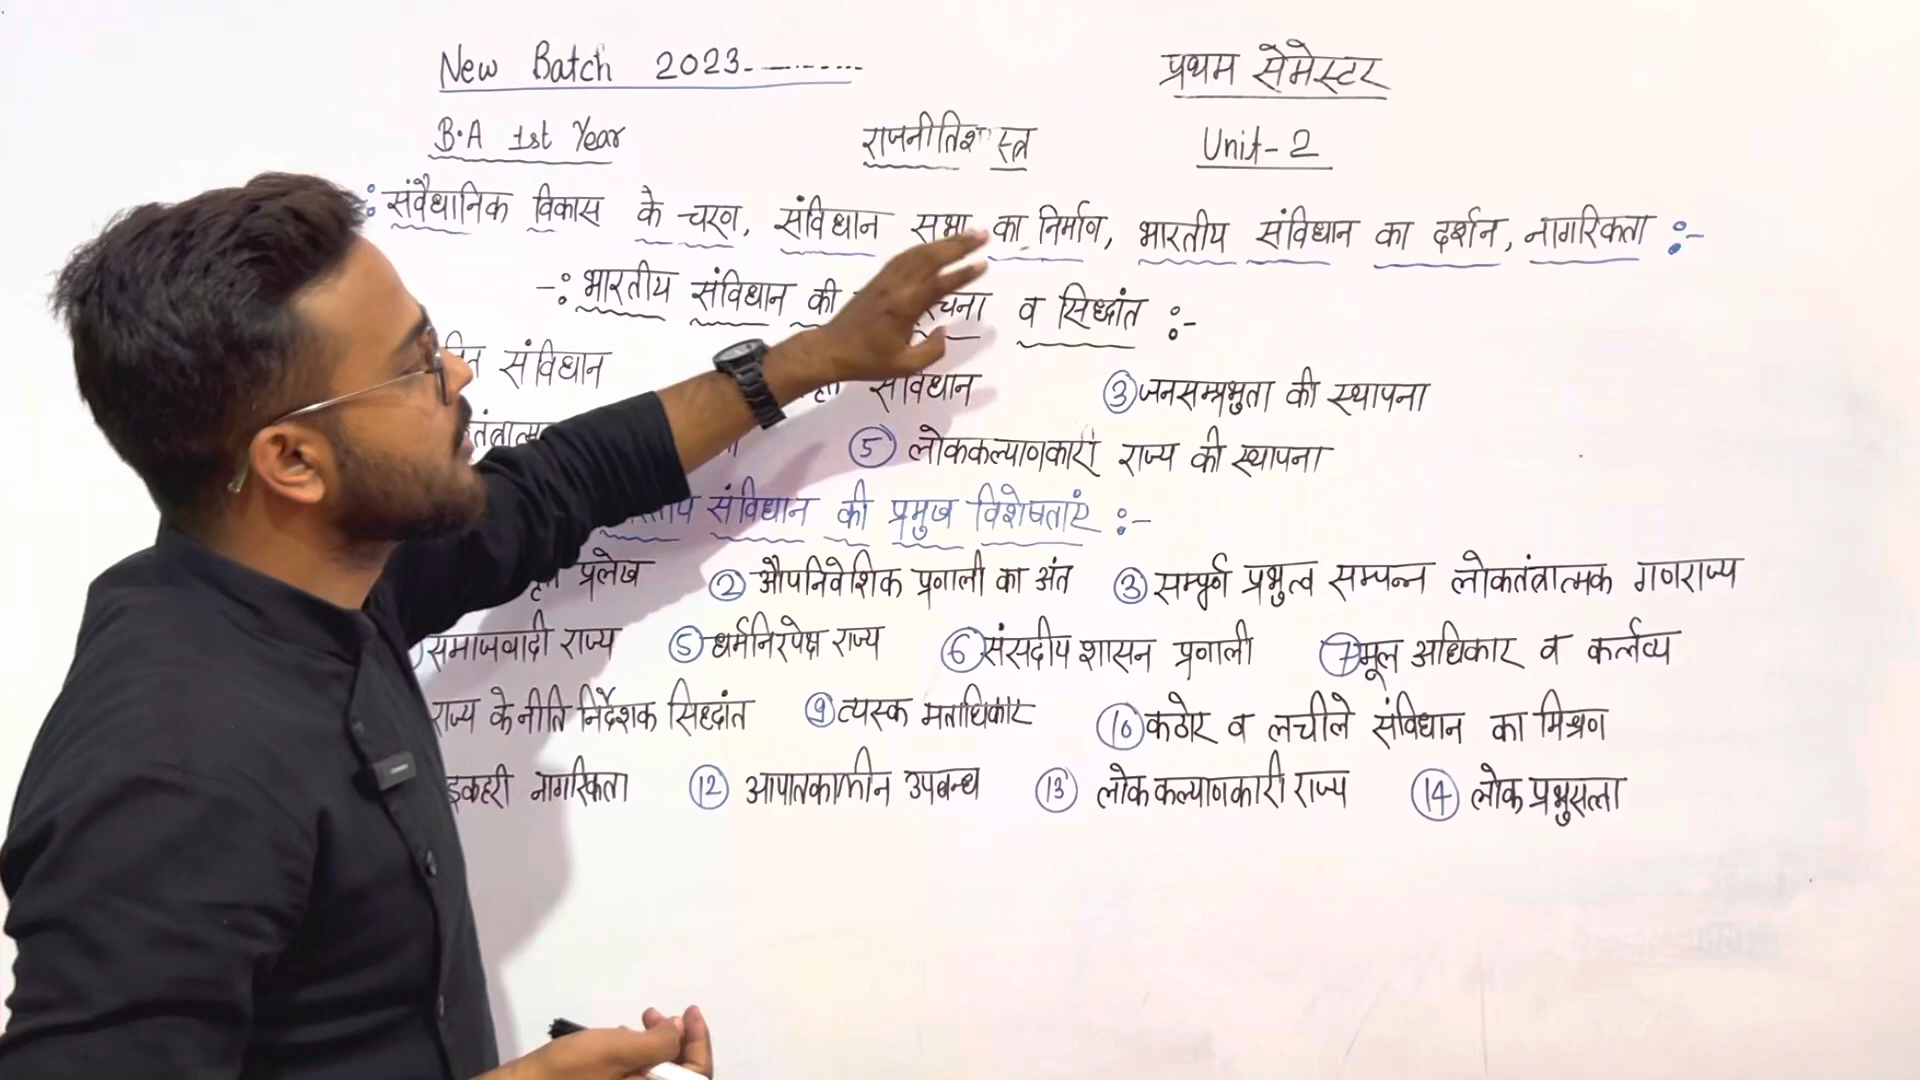 New Batch 2023 प्रथम सेमेस्टर
B.A 1st Year राजनीतिशास्त्र Unit-2
संवैधानिक विकास के चरण, संविधान सभा का निर्माण, भारतीय संविधान का दर्शन, नागरिकता :-
-: भारतीय संविधान की व सिद्धांत :-
संविधान संविधान ③ जनसम्प्रभुता की स्थापना
⑤ लोककल्याणकारी राज्य की स्थापना
संविधान की प्रमुख विशेषताएं :-
प्रलेख ② औपनिवेशिक प्रणाली का अंत ③ सम्पूर्ण प्रभुत्व सम्पन्न लोकतंत्रात्मक गणराज्य
समाजवादी राज्य ⑤ धर्मनिरपेक्ष राज्य ⑥ संसदीय शासन प्रणाली ⑦ मूल अधिकार व कर्तव्य
राज्य के नीति निर्देशक सिद्धांत ⑨ व्यस्क मताधिकार ⑩ कठोर व लचीले संविधान का मिश्रण
इकहरी नागरिकता ⑫ आपातकालीन उपबन्ध ⑬ लोक कल्याणकारी राज्य ⑭ लोक प्रभुसत्ता